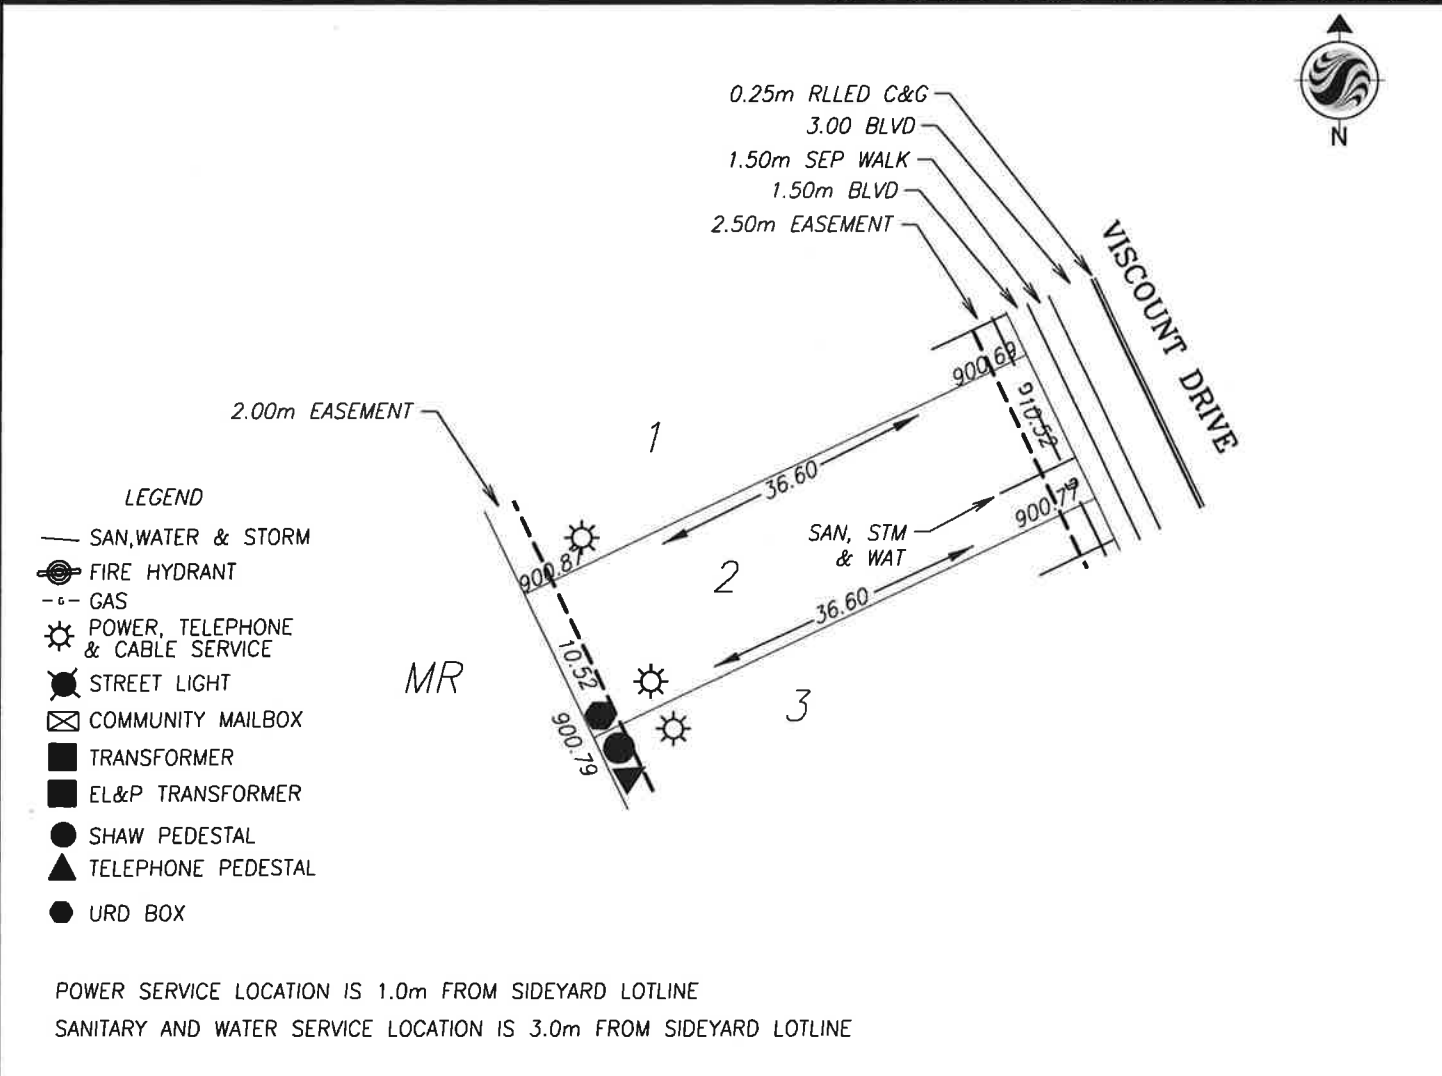 N
0.25m RLLED C&G
3.00 BLVD
1.50m SEP WALK
1.50m BLVD
2.50m EASEMENT
VISCOUNT DRIVE
900.69
10.52
2.00m EASEMENT
1
36.60
900.77
SAN, STM
& WAT
900.87
2
36.60
10.52
MR
3
900.79
LEGEND
SAN,WATER & STORM
FIRE HYDRANT
-G- GAS
POWER, TELEPHONE
& CABLE SERVICE
STREET LIGHT
COMMUNITY MAILBOX
TRANSFORMER
EL&P TRANSFORMER
SHAW PEDESTAL
TELEPHONE PEDESTAL
URD BOX
POWER SERVICE LOCATION IS 1.0m FROM SIDEYARD LOTLINE
SANITARY AND WATER SERVICE LOCATION IS 3.0m FROM SIDEYARD LOTLINE